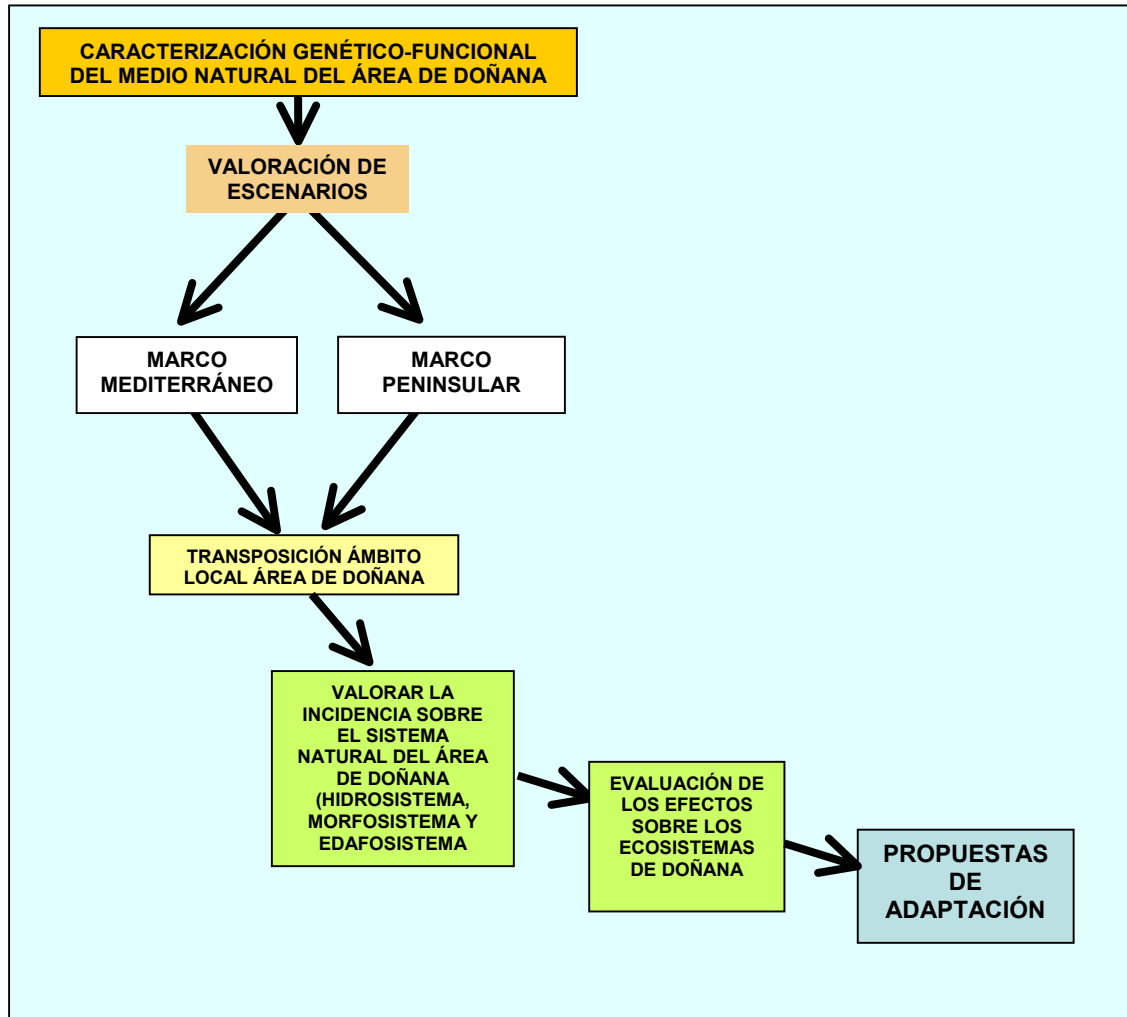 CARACTERIZACIÓN GENÉTICO-FUNCIONAL
DEL MEDIO NATURAL DEL ÁREA DE DOÑANA
VALORACIÓN DE
ESCENARIOS
MARCO
MEDITERRÁNEO
MARCO
PENINSULAR
TRANSPOSICIÓN ÁMBITO
LOCAL ÁREA DE DOÑANA
VALORAR LA
INCIDENCIA SOBRE
EL SISTEMA
NATURAL DEL ÁREA
DE DOÑANA
(HIDROSISTEMA,
MORFOSISTEMA Y
EDAFOSISTEMA
EVALUACIÓN DE
LOS EFECTOS
SOBRE LOS
ECOSISTEMAS
DE DOÑANA
PROPUESTAS
DE
ADAPTACIÓN